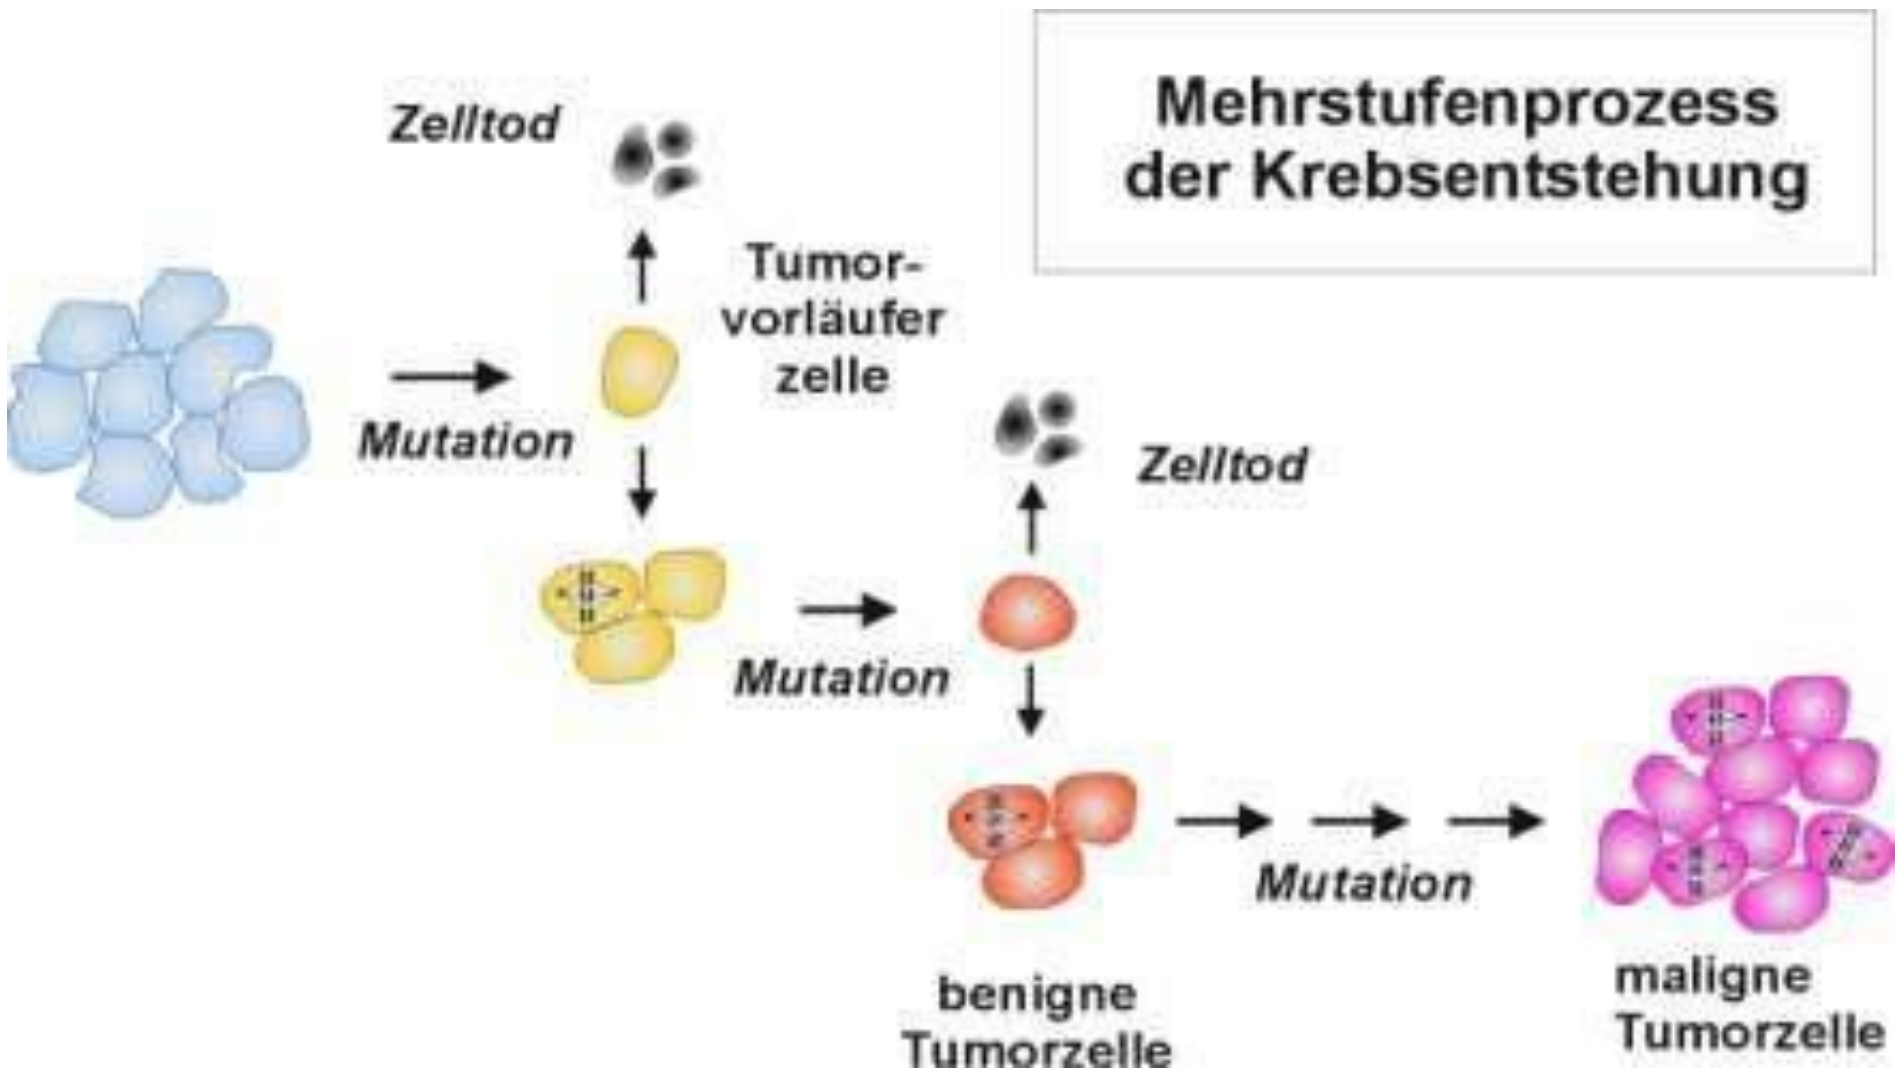 Mehrstufenprozess
der Krebsentstehung
Zelltod
Tumor-
vorläufer
zelle
Mutation
Zelltod
Mutation
Mutation
benigne
Tumorzelle
maligne
Tumorzelle